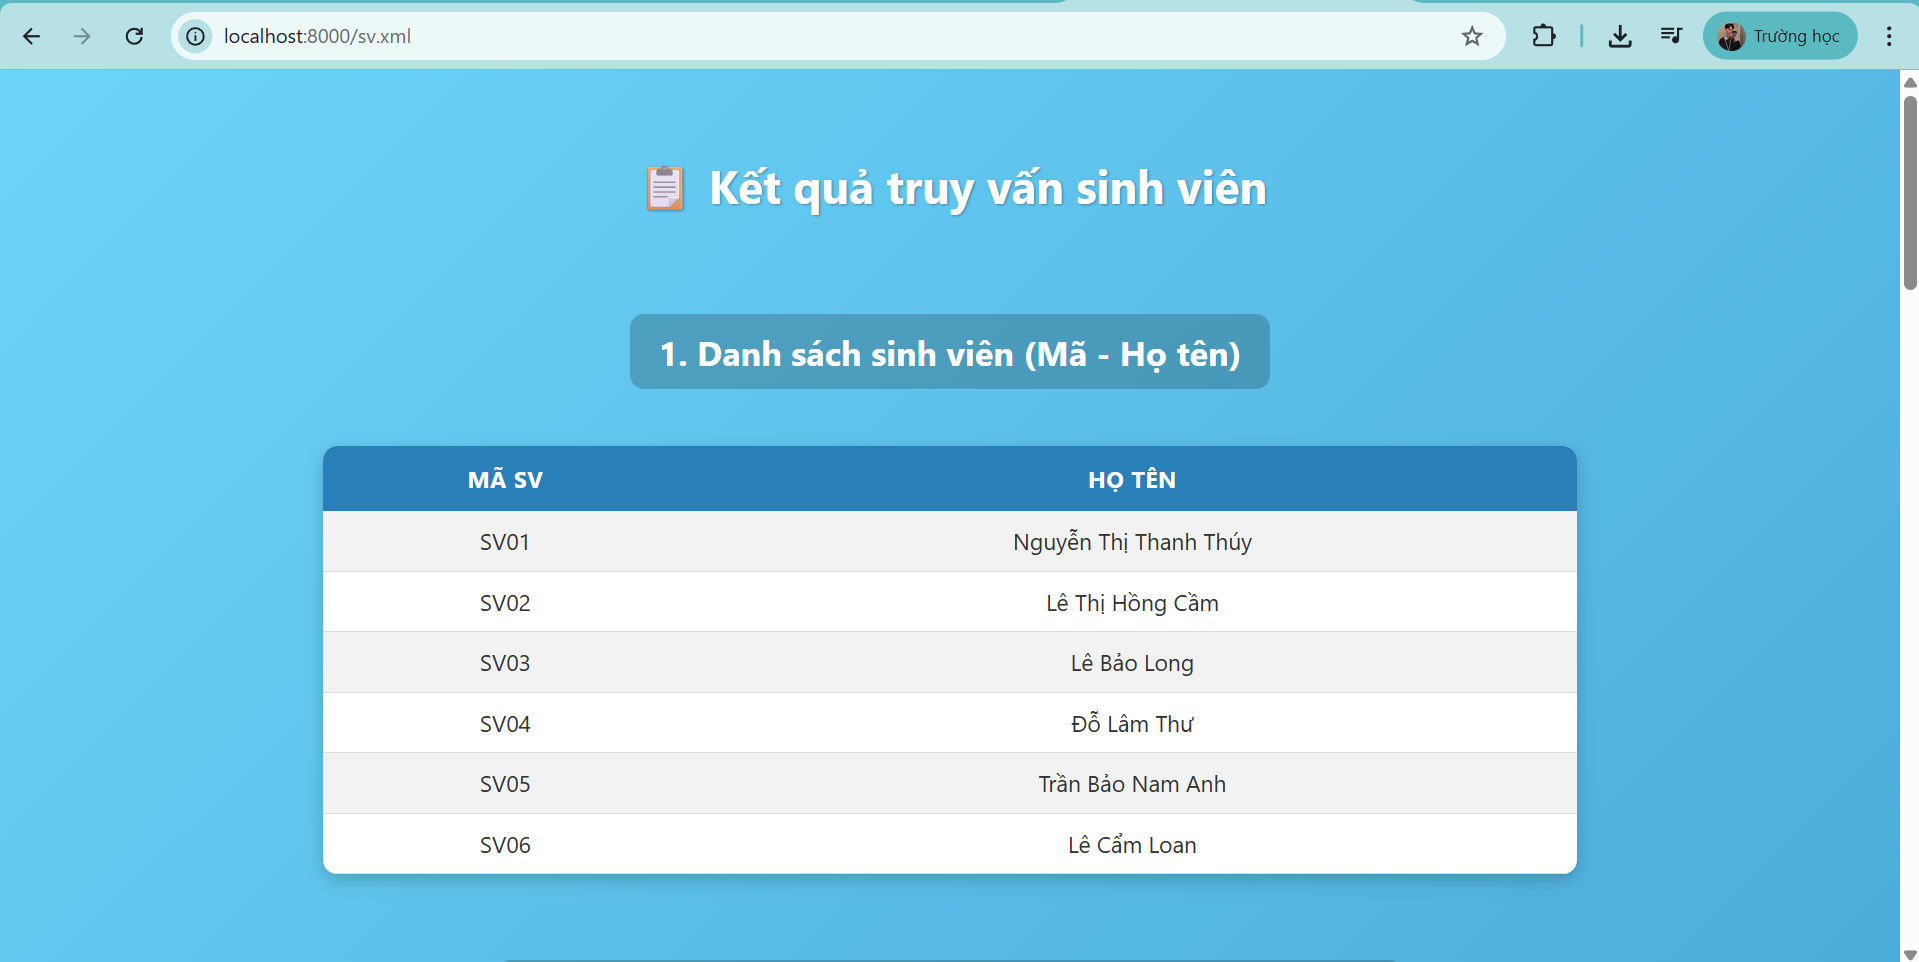 localhost:8000/sv.xml
Trường học
📋 Kết quả truy vấn sinh viên
1. Danh sách sinh viên (Mã - Họ tên)
MÃ SV HỌ TÊN
SV01 Nguyễn Thị Thanh Thúy
SV02 Lê Thị Hồng Cầm
SV03 Lê Bảo Long
SV04 Đỗ Lâm Thư
SV05 Trần Bảo Nam Anh
SV06 Lê Cẩm Loan